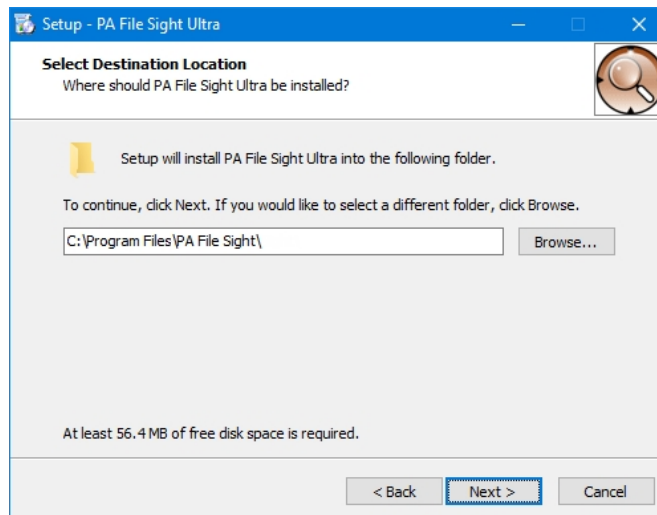 Setup - PA File Sight Ultra
Select Destination Location
Where should PA File Sight Ultra be installed?
Setup will install PA File Sight Ultra into the following folder.
To continue, click Next. If you would like to select a different folder, click Browse.
C:\Program Files\PA File Sight\
Browse...
At least 56.4 MB of free disk space is required.
< Back
Next >
Cancel